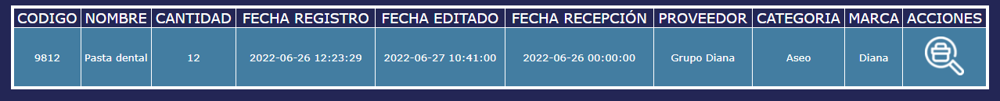 CODIGO NOMBRE CANTIDAD FECHA REGISTRO FECHA EDITADO FECHA RECEPCIÓN PROVEEDOR CATEGORIA MARCA ACCIONES
9812 Pasta dental 12 2022-06-26 12:23:29 2022-06-27 10:41:00 2022-06-26 00:00:00 Grupo Diana Aseo Diana